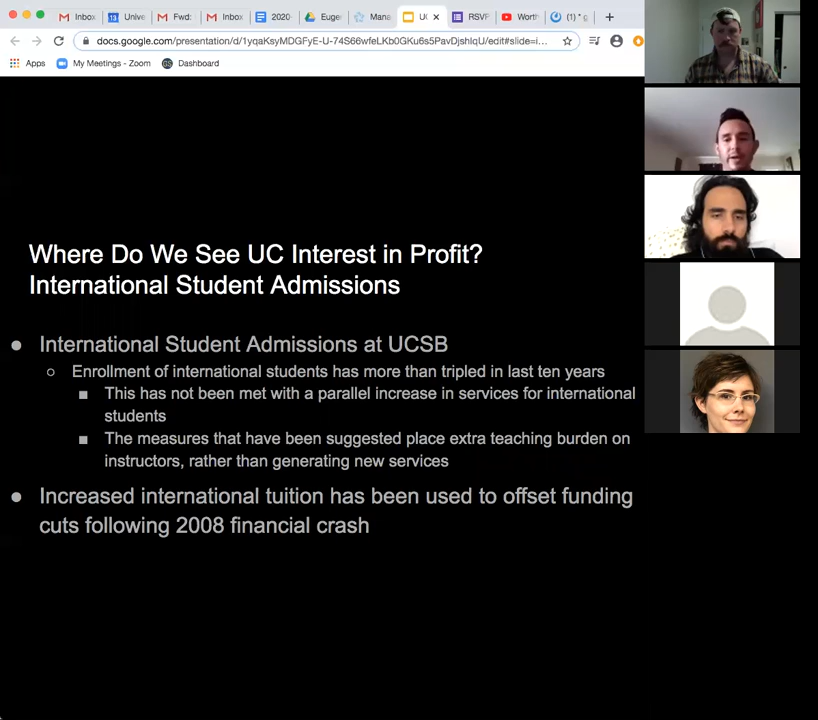 Inbox Unive Fwd: Inbox 2020 Euger Mana UC RSVP Worth (1) * g
docs.google.com/presentation/d/1yqaKsyMDGFyE-U-74S66wfeLKb0GKu6s5PavDjshlqU/edit#slide=i...
Apps My Meetings - Zoom GS Dashboard
Where Do We See UC Interest in Profit?
International Student Admissions
● International Student Admissions at UCSB
○ Enrollment of international students has more than tripled in last ten years
■ This has not been met with a parallel increase in services for international
students
■ The measures that have been suggested place extra teaching burden on
instructors, rather than generating new services
● Increased international tuition has been used to offset funding
cuts following 2008 financial crash